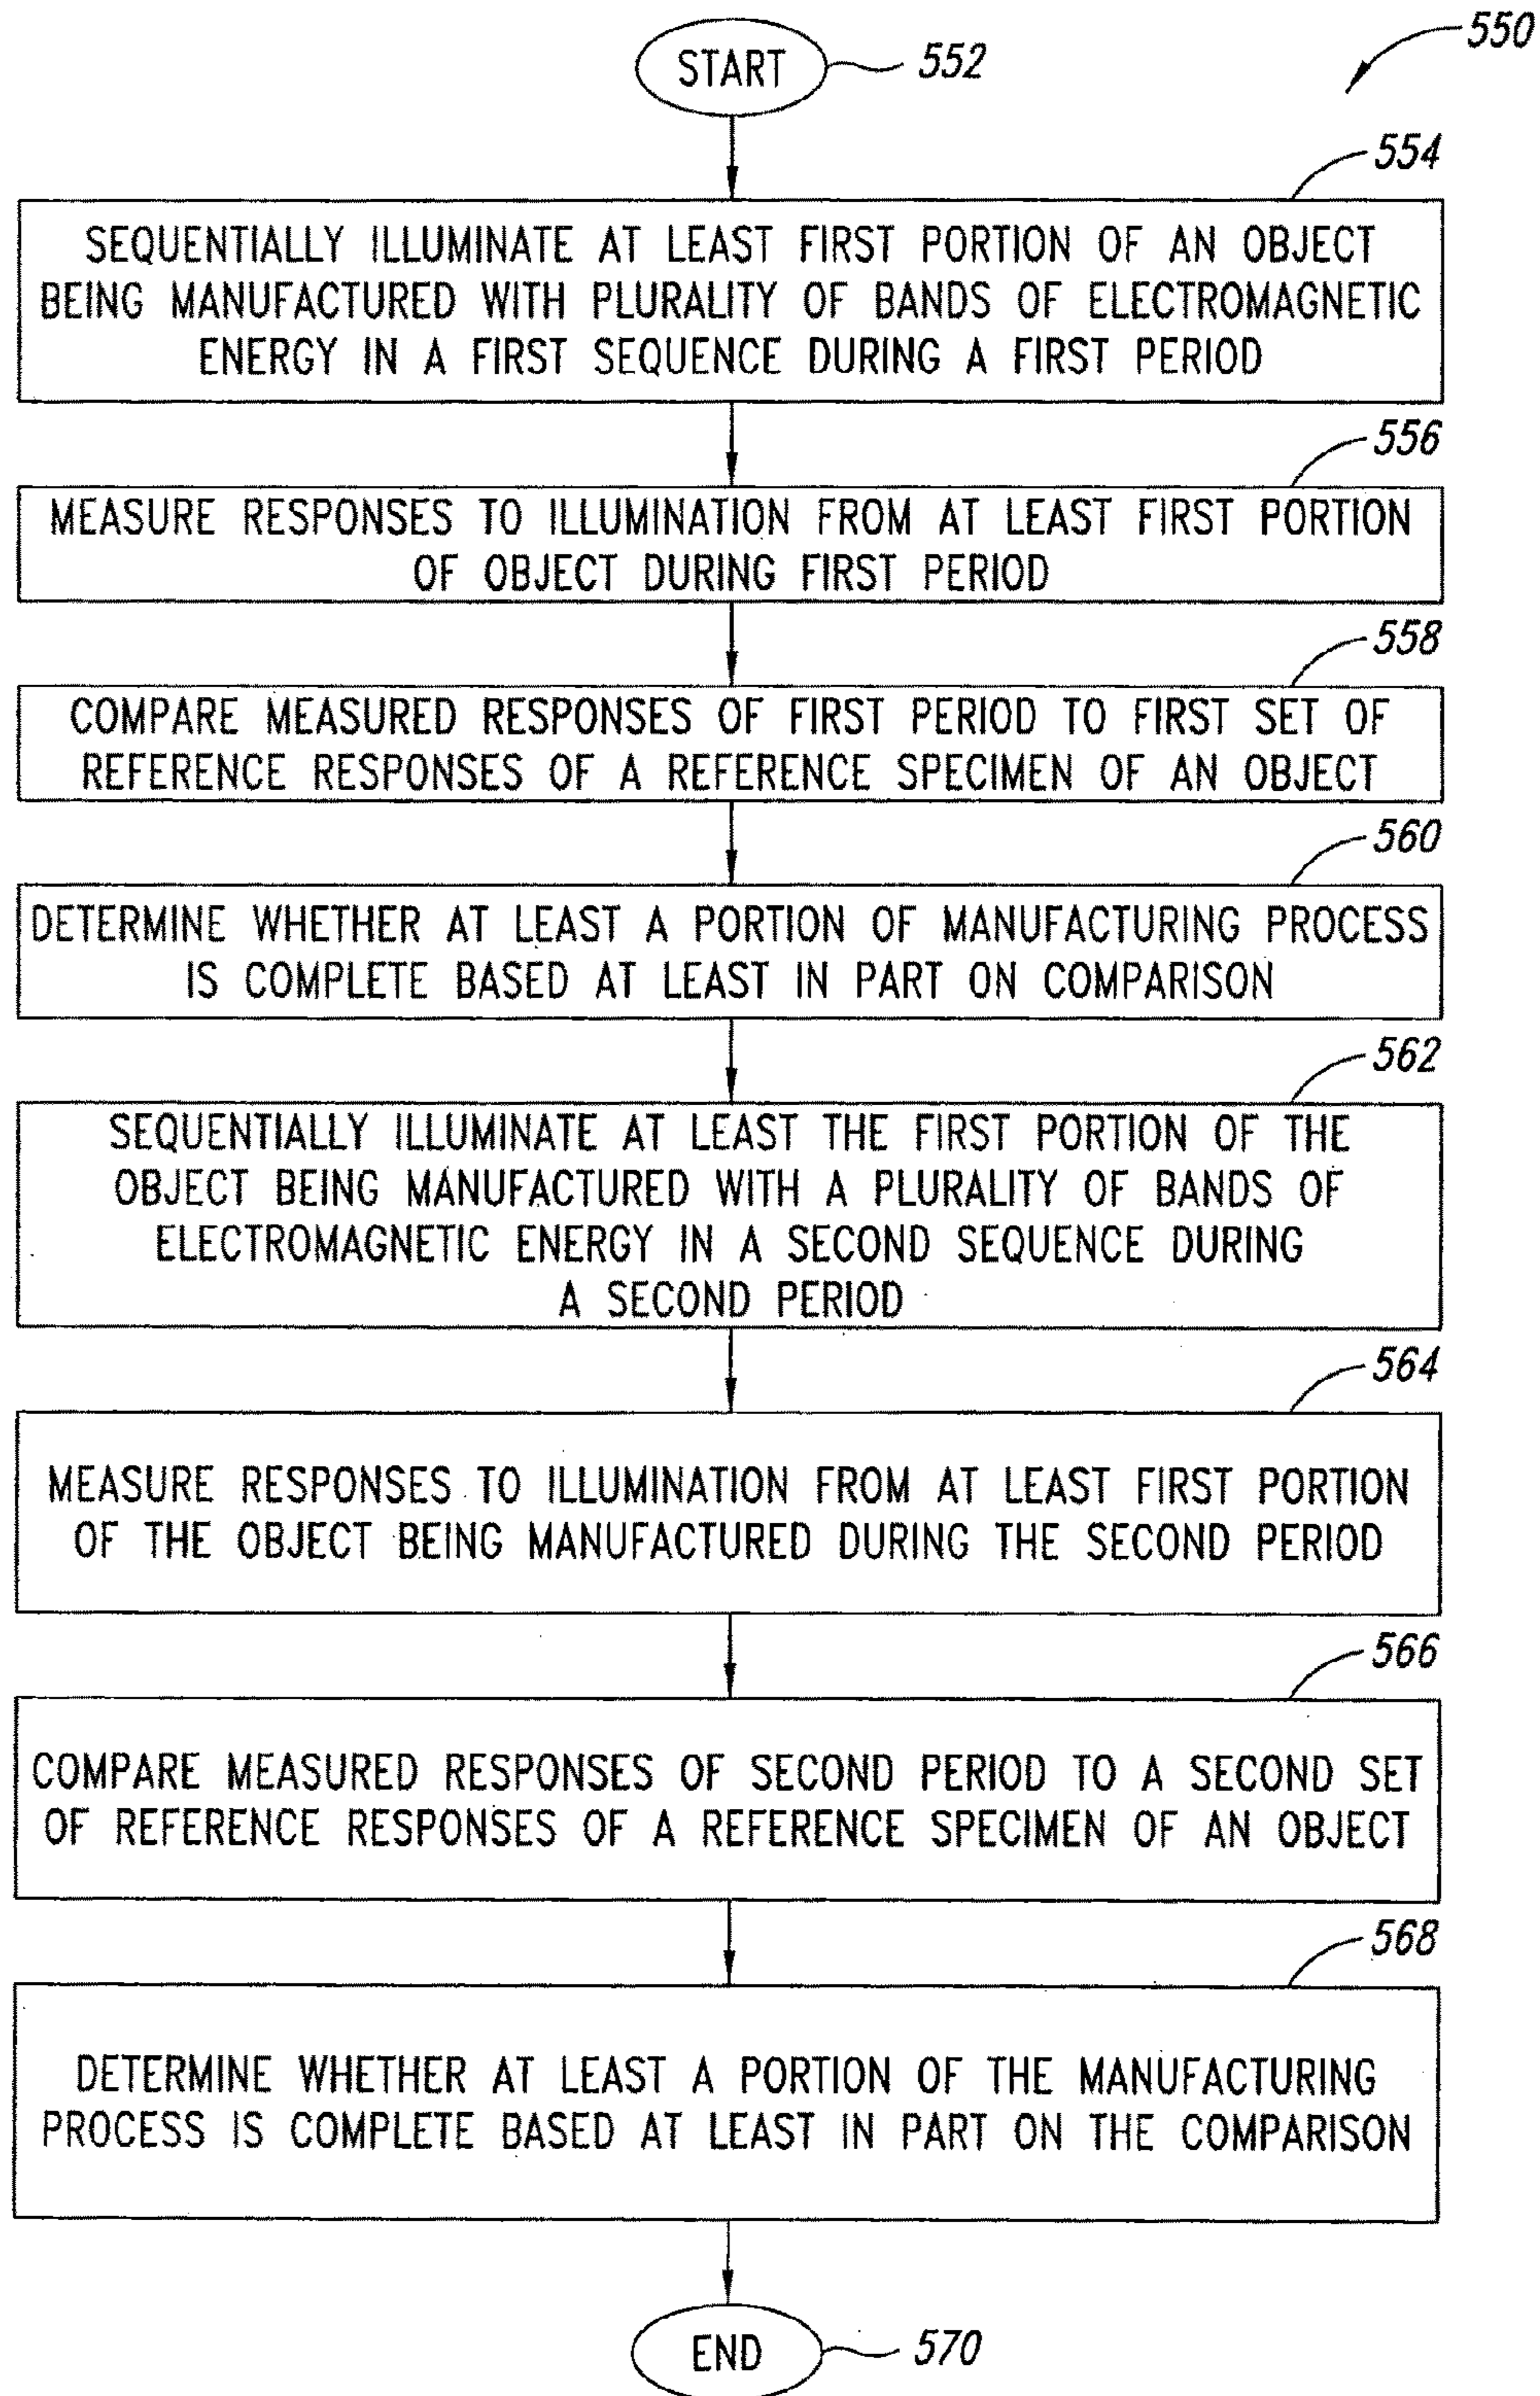 550
START
552
554
SEQUENTIALLY ILLUMINATE AT LEAST FIRST PORTION OF AN OBJECT
BEING MANUFACTURED WITH PLURALITY OF BANDS OF ELECTROMAGNETIC
ENERGY IN A FIRST SEQUENCE DURING A FIRST PERIOD
556
MEASURE RESPONSES TO ILLUMINATION FROM AT LEAST FIRST PORTION
OF OBJECT DURING FIRST PERIOD
558
COMPARE MEASURED RESPONSES OF FIRST PERIOD TO FIRST SET OF
REFERENCE RESPONSES OF A REFERENCE SPECIMEN OF AN OBJECT
560
DETERMINE WHETHER AT LEAST A PORTION OF MANUFACTURING PROCESS
IS COMPLETE BASED AT LEAST IN PART ON COMPARISON
562
SEQUENTIALLY ILLUMINATE AT LEAST THE FIRST PORTION OF THE
OBJECT BEING MANUFACTURED WITH A PLURALITY OF BANDS OF
ELECTROMAGNETIC ENERGY IN A SECOND SEQUENCE DURING
A SECOND PERIOD
564
MEASURE RESPONSES TO ILLUMINATION FROM AT LEAST FIRST PORTION
OF THE OBJECT BEING MANUFACTURED DURING THE SECOND PERIOD
566
COMPARE MEASURED RESPONSES OF SECOND PERIOD TO A SECOND SET
OF REFERENCE RESPONSES OF A REFERENCE SPECIMEN OF AN OBJECT
568
DETERMINE WHETHER AT LEAST A PORTION OF THE MANUFACTURING
PROCESS IS COMPLETE BASED AT LEAST IN PART ON THE COMPARISON
END
570